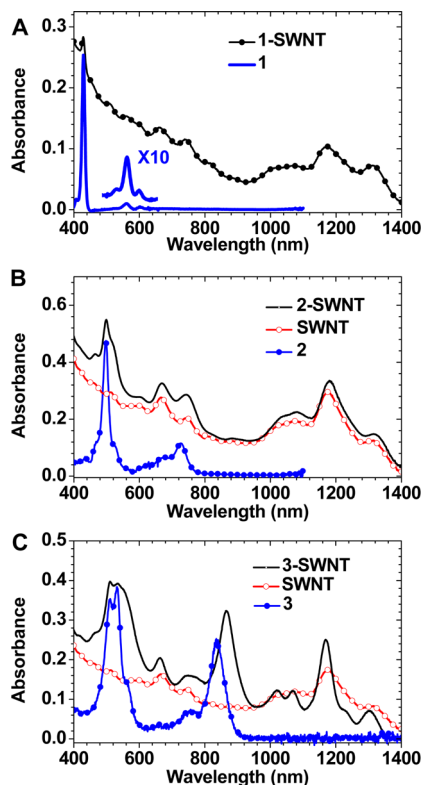 A
0.3
0.2
0.1
0.0
Absorbance
1-SWNT
1
X10
400 600 800 1000 1200 1400
Wavelength (nm)
B
0.6
0.4
0.2
0.0
Absorbance
2-SWNT
SWNT
2
400 600 800 1000 1200 1400
Wavelength (nm)
C
0.5
0.4
0.3
0.2
0.1
0.0
Absorbance
3-SWNT
SWNT
3
400 600 800 1000 1200 1400
Wavelength (nm)